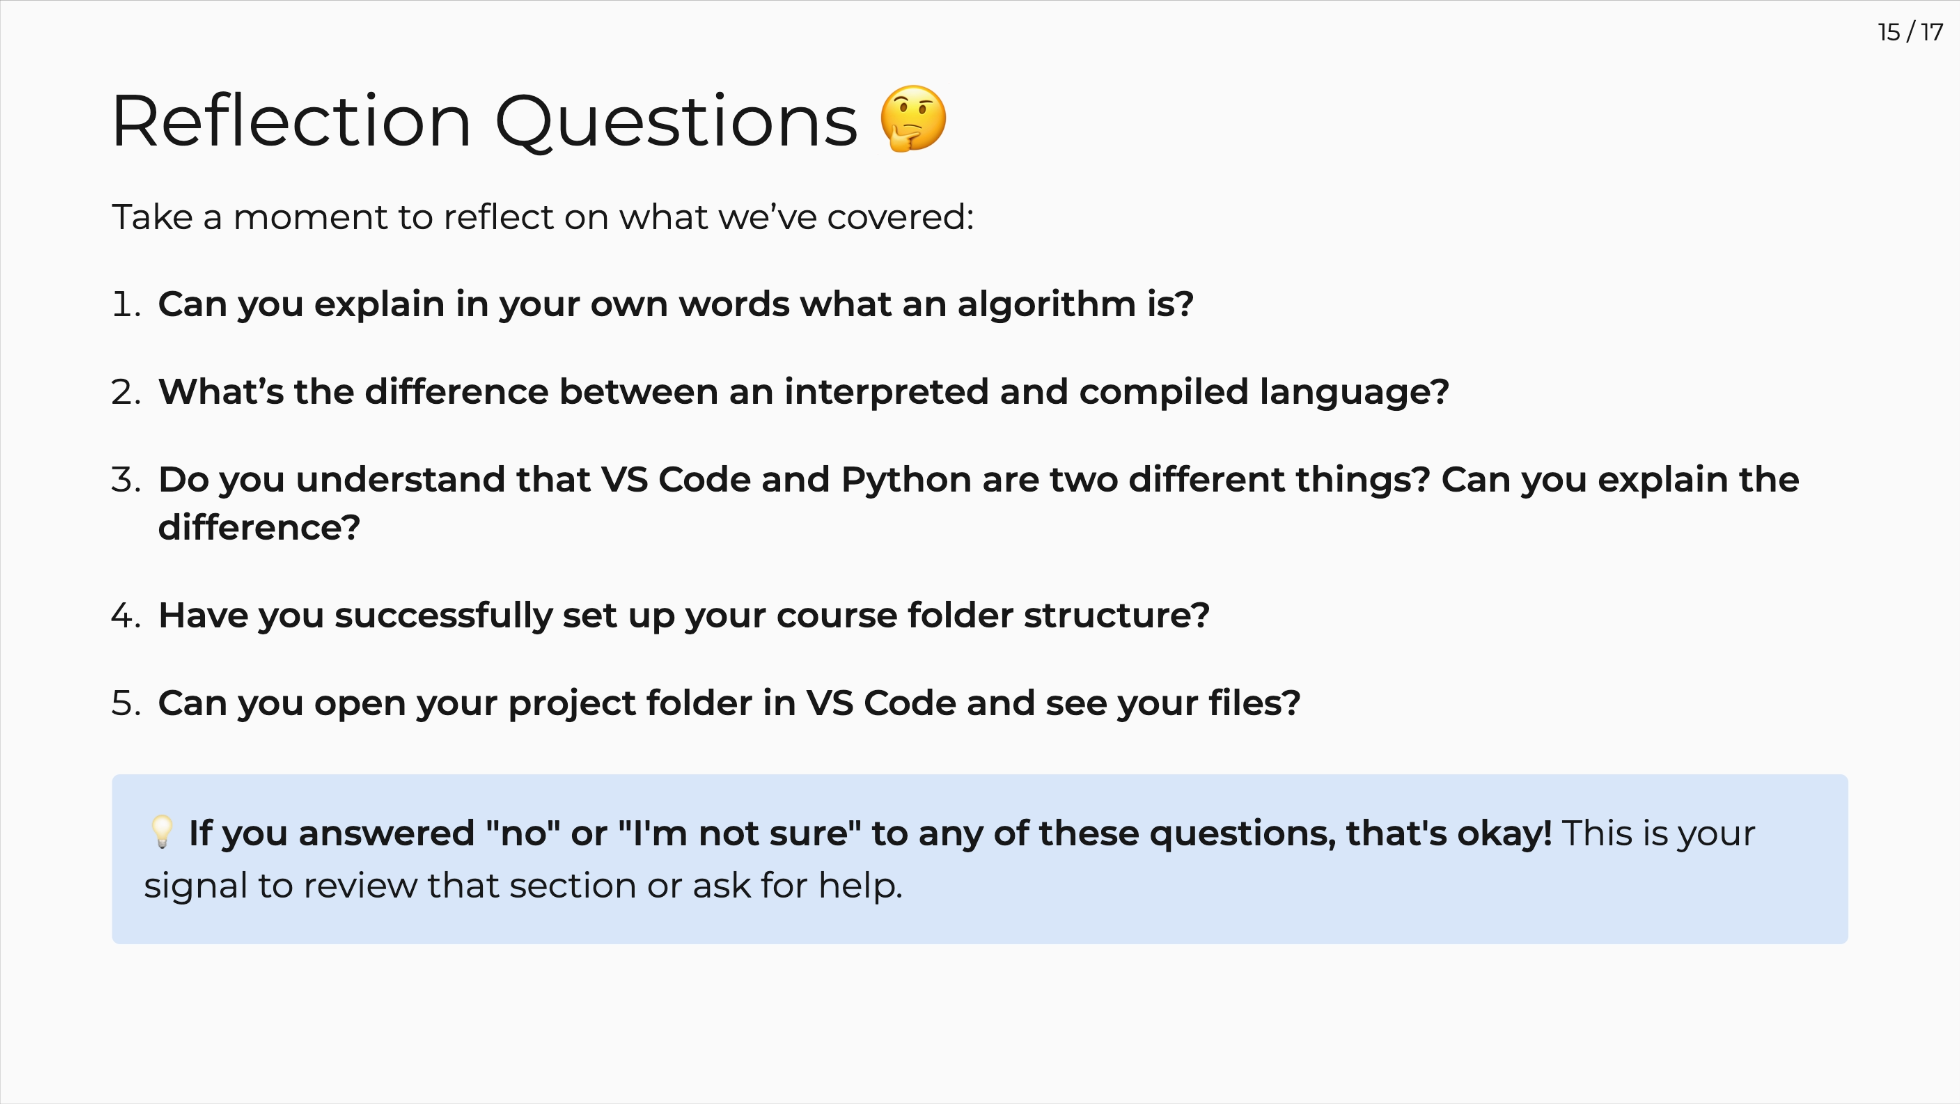 15 / 17
Reflection Questions 🤔
Take a moment to reflect on what we’ve covered:
1. Can you explain in your own words what an algorithm is?
2. What’s the difference between an interpreted and compiled language?
3. Do you understand that VS Code and Python are two different things? Can you explain the
difference?
4. Have you successfully set up your course folder structure?
5. Can you open your project folder in VS Code and see your files?
💡 If you answered "no" or "I'm not sure" to any of these questions, that's okay! This is your
signal to review that section or ask for help.